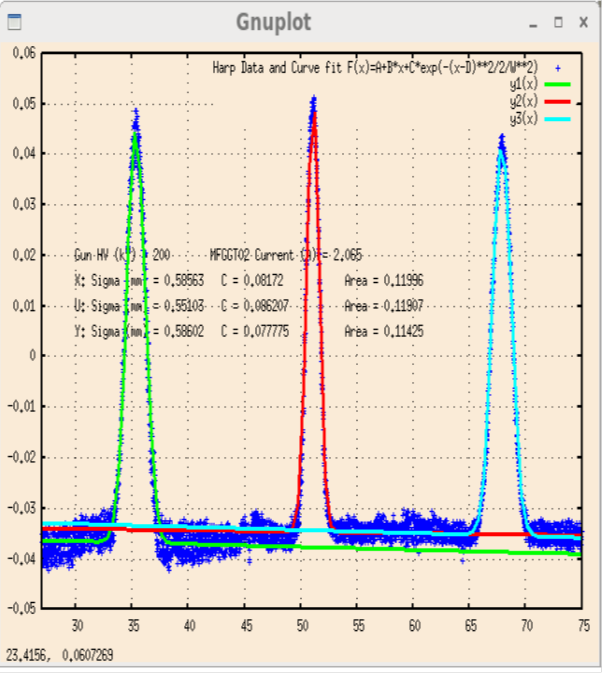 Gnuplot
Harp Data and Curve fit F(x)=A+B*x+C*exp(-(x-D)**2/2/W**2)
y1(x)
y2(x)
y3(x)
0.06
0.05
0.04
0.03
0.02
0.01
0
-0.01
-0.02
-0.03
-0.04
-0.05
Gun HV (kV) = 200 MFGGT02 Current (A) = 2.065
X: Sigma (mm) = 0.58563 C = 0.08172 Area = 0.11996
U: Sigma (mm) = 0.55103 C = 0.086207 Area = 0.11907
Y: Sigma (mm) = 0.58602 C = 0.077775 Area = 0.11425
30 35 40 45 50 55 60 65 70 75
23.4156, 0.0607269